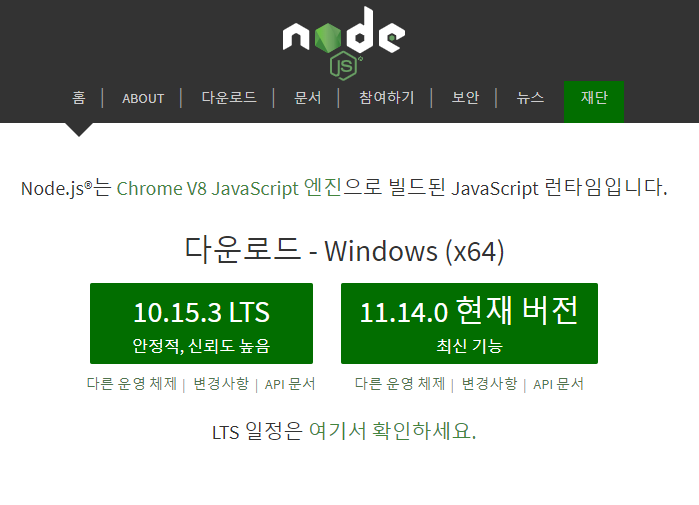 node
JS
홈 | ABOUT | 다운로드 | 문서 | 참여하기 | 보안 | 뉴스 재단
Node.js®는 Chrome V8 JavaScript 엔진으로 빌드된 JavaScript 런타임입니다.
다운로드 - Windows (x64)
10.15.3 LTS
안정적, 신뢰도 높음
11.14.0 현재 버전
최신 기능
다른 운영 체제 | 변경사항 | API 문서
다른 운영 체제 | 변경사항 | API 문서
LTS 일정은 여기서 확인하세요.